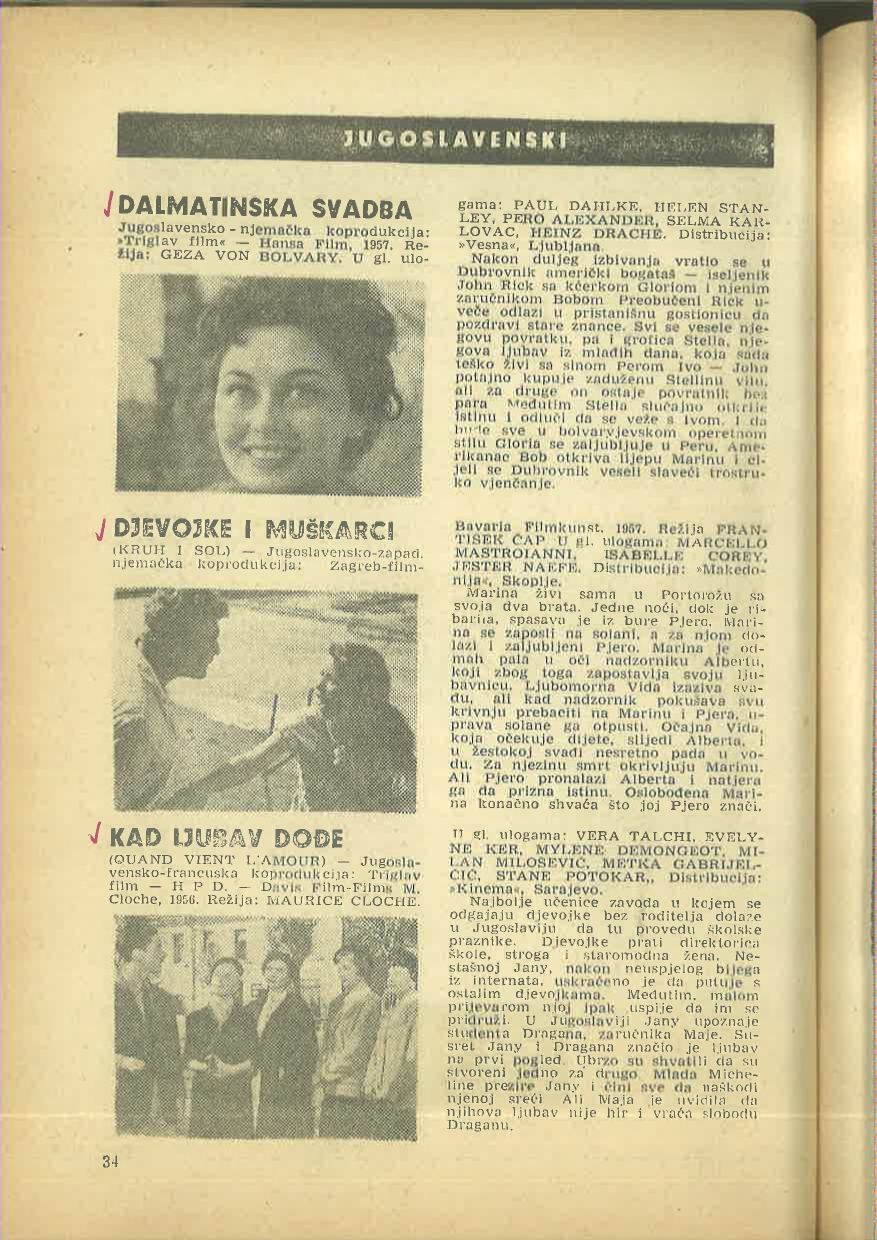 JUGOSLAVENSKI
DALMATINSKA SVADBA
Jugoslavensko - njemačka koprodukcija:
»Triglav film« — Hansa Film, 1957. Re-
žija: GEZA VON BOLVARY. U gl. ulo-
gama: PAUL DAHLKE, HELEN STAN-
LEY, PERO ALEXANDER, SELMA KAR-
LOVAC, HEINZ DRACHE. Distribucija:
»Vesna«, Ljubljana.
Nakon duljeg izbivanja vratio se u
Dubrovnik američki bogataš — iseljenik
John Rick sa kćerkom Gloriom i njenim
zaručnikom Bobom Preobučeni Rick u-
veče odlazi u pristanišnu gostionicu da
pozdravi stare znance. Svi se vesele nje-
govu povratku, pa i grofica Stella, nje-
gova ljubav iz mladih dana, koja sada
teško živi sa sinom Perom Ivo — John
potajno kupuje zaduženu Stellinu vilu,
ali za druge on ostaje povratnik bez
para Međutim Stella slučajno otkrije
istinu i odluči da se veže s Ivom. I da
bude sve u bolvaryjevskom operetnom
stilu Gloria se zaljubljuje u Peru, Ame-
rikanac Bob otkriva lijepu Marinu i ci-
jeli se Dubrovnik veseli slaveći trostru-
ko vjenčanje.
DJEVOJKE I MUŠKARCI
(KRUH I SOL) — Jugoslavensko-zapad.
njemačka koprodukcija: Zagreb-film-
Bavaria Filmkunst, 1957. Režija FRAN-
TISEK ČAP U gl. ulogama: MARCELLO
MASTROIANNI, ISABELLE COREY,
JESTER NAEFE. Distribucija: »Makedo-
nija«, Skoplje.
Marina živi sama u Portorožu sa
svoja dva brata. Jedne noći, dok je ri-
barila, spasava je iz bure Pjero. Mari-
na se zaposli na solani, a za njom do-
lazi i zaljubljeni Pjero. Marina je od-
mah pala u oči nadzorniku Albertu,
koji zbog toga zapostavlja svoju lju-
bavnicu. Ljubomorna Vida izaziva sva-
đu, ali kad nadzornik pokušava svu
krivnju prebaciti na Marinu i Pjera, u-
prava solane ga otpusti. Očajna Vida,
koja očekuje dijete, slijedi Alberta, i
u žestokoj svađi nesretno pada u vo-
du. Za njezinu smrt okrivljuju Marinu.
Ali Pjero pronalazi Alberta i natjera
ga da prizna istinu. Oslobođena Mari-
na konačno shvaća što joj Pjero znači.
KAD LJUBAV DOĐE
(QUAND VIENT L'AMOUR) — Jugosla-
vensko-francuska koprodukcija: Triglav
film — H P D. — Davis Film-Films M.
Cloche, 1956. Režija: MAURICE CLOCHE.
U gl. ulogama: VERA TALCHI, EVELY-
NE KER, MYLENE DEMONGEOT, MI-
LAN MILOŠEVIĆ, METKA GABRIJEL-
ČIČ, STANE POTOKAR,. Distribucija:
»Kinema«, Sarajevo.
Najbolje učenice zavoda u kojem se
odgajaju djevojke bez roditelja dolaze
u Jugoslaviju da tu provedu školske
praznike. Djevojke prati direktorica
škole, stroga i staromodna žena. Ne-
stašnoj Jany, nakon neuspjelog bijega
iz internata, uskraćeno je da putuje s
ostalim djevojkama. Međutim, malom
prijevarom njoj ipak uspije da im se
pridruži. U Jugoslaviji Jany upoznaje
studenta Dragana, zaručnika Maje. Su-
sret Jany i Dragana značio je ljubav
na prvi pogled. Ubrzo su shvatili da su
stvoreni jedno za drugo Mlada Miche-
line prezire Jany i čini sve da naškodi
njenoj sreći Ali Maja je uvidila da
njihova ljubav nije hir i vraća slobodu
Draganu.
34